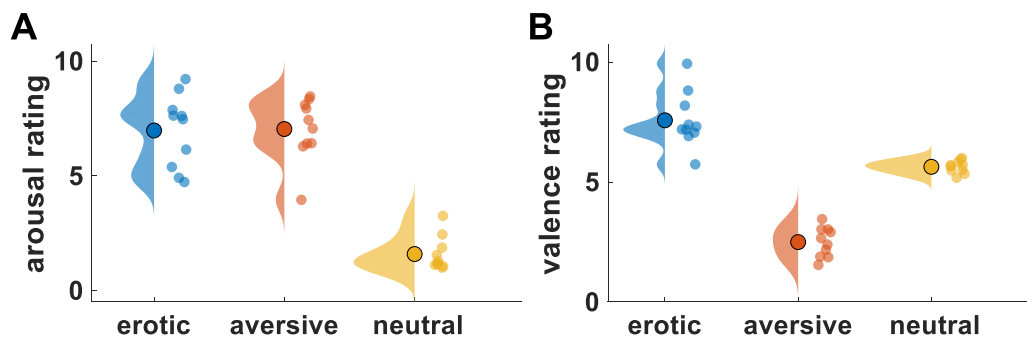 A
arousal rating
10
5
0
erotic aversive neutral
B
valence rating
10
5
0
erotic aversive neutral